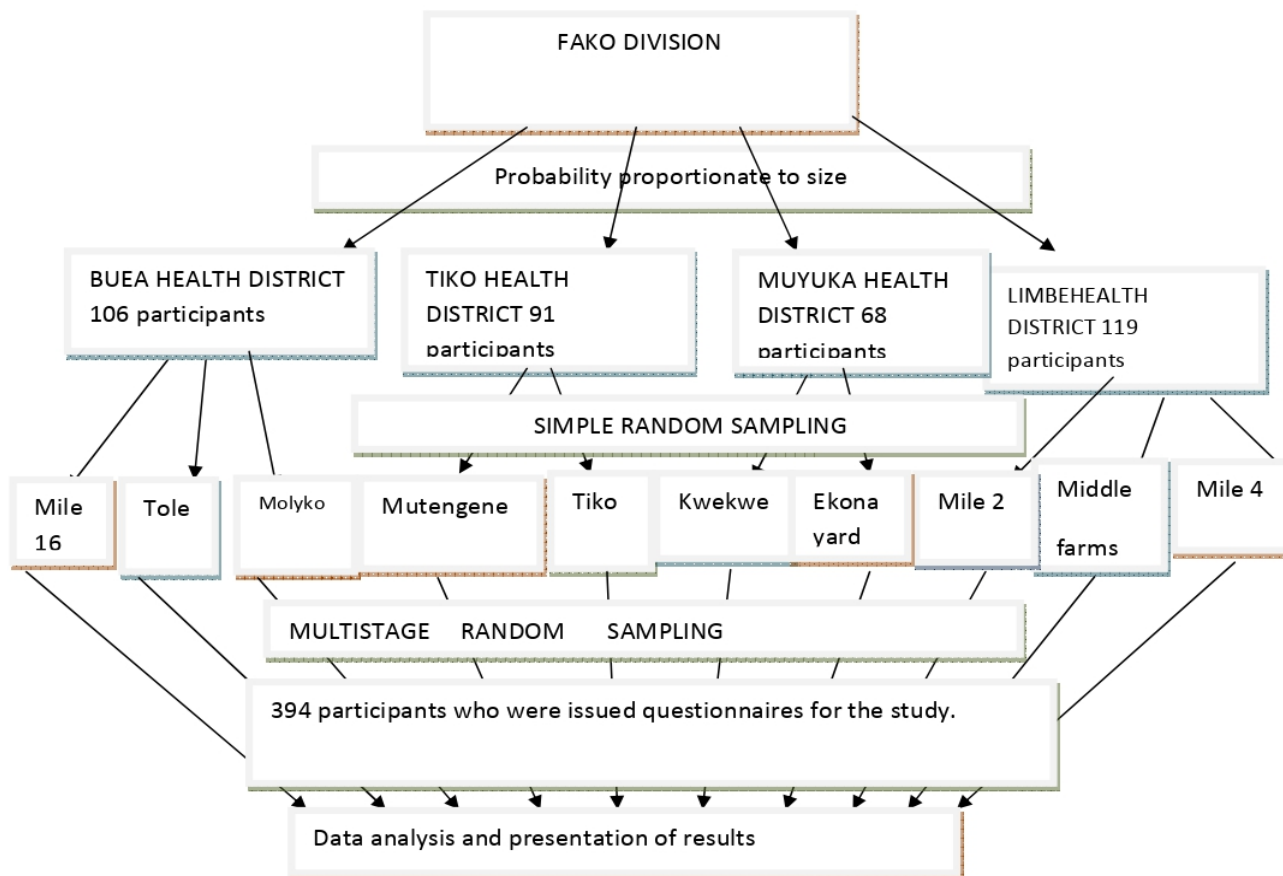 FAKO DIVISION
Probability proportionate to size
BUEA HEALTH DISTRICT
106 participants
TIKO HEALTH
DISTRICT 91
participants
MUYUKA HEALTH
DISTRICT 68
participants
LIMBEHEALTH
DISTRICT 119
participants
SIMPLE RANDOM SAMPLING
Mile
16
Tole
Molyko
Mutengene
Tiko
Kwekwe
Ekona
yard
Mile 2
Middle
farms
Mile 4
MULTISTAGE RANDOM SAMPLING
394 participants who were issued questionnaires for the study.
Data analysis and presentation of results